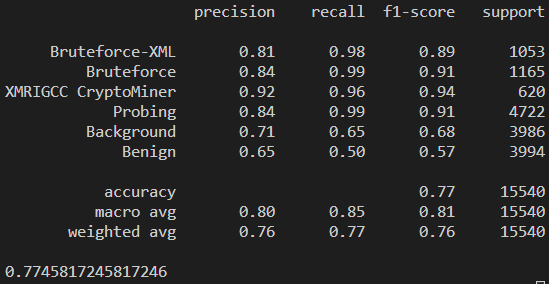 precision recall f1-score support
Bruteforce-XML 0.81 0.98 0.89 1053
Bruteforce 0.84 0.99 0.91 1165
XMRIGCC CryptoMiner 0.92 0.96 0.94 620
Probing 0.84 0.99 0.91 4722
Background 0.71 0.65 0.68 3986
Benign 0.65 0.50 0.57 3994
accuracy 0.77 15540
macro avg 0.80 0.85 0.81 15540
weighted avg 0.76 0.77 0.76 15540
0.7745817245817246